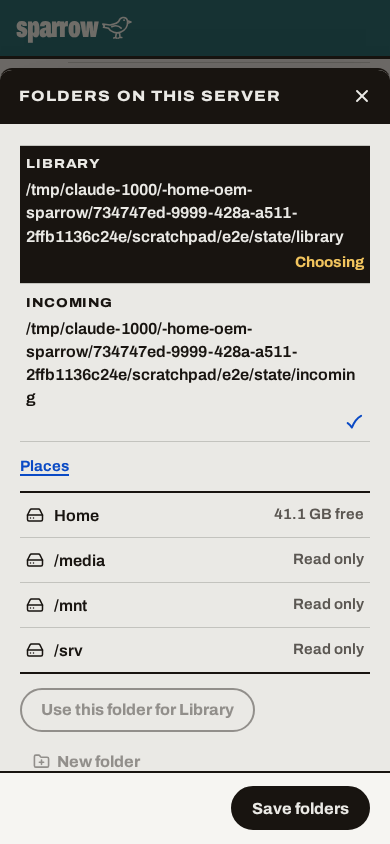 sparrow
FOLDERS ON THIS SERVER
LIBRARY
/tmp/claude-1000/-home-oem-
sparrow/734747ed-9999-428a-a511-
2ffb1136c24e/scratchpad/e2e/state/library
Choosing
INCOMING
/tmp/claude-1000/-home-oem-
sparrow/734747ed-9999-428a-a511-
2ffb1136c24e/scratchpad/e2e/state/incomin
g
Places
Home 41.1 GB free
/media Read only
/mnt Read only
/srv Read only
Use this folder for Library
New folder
Save folders